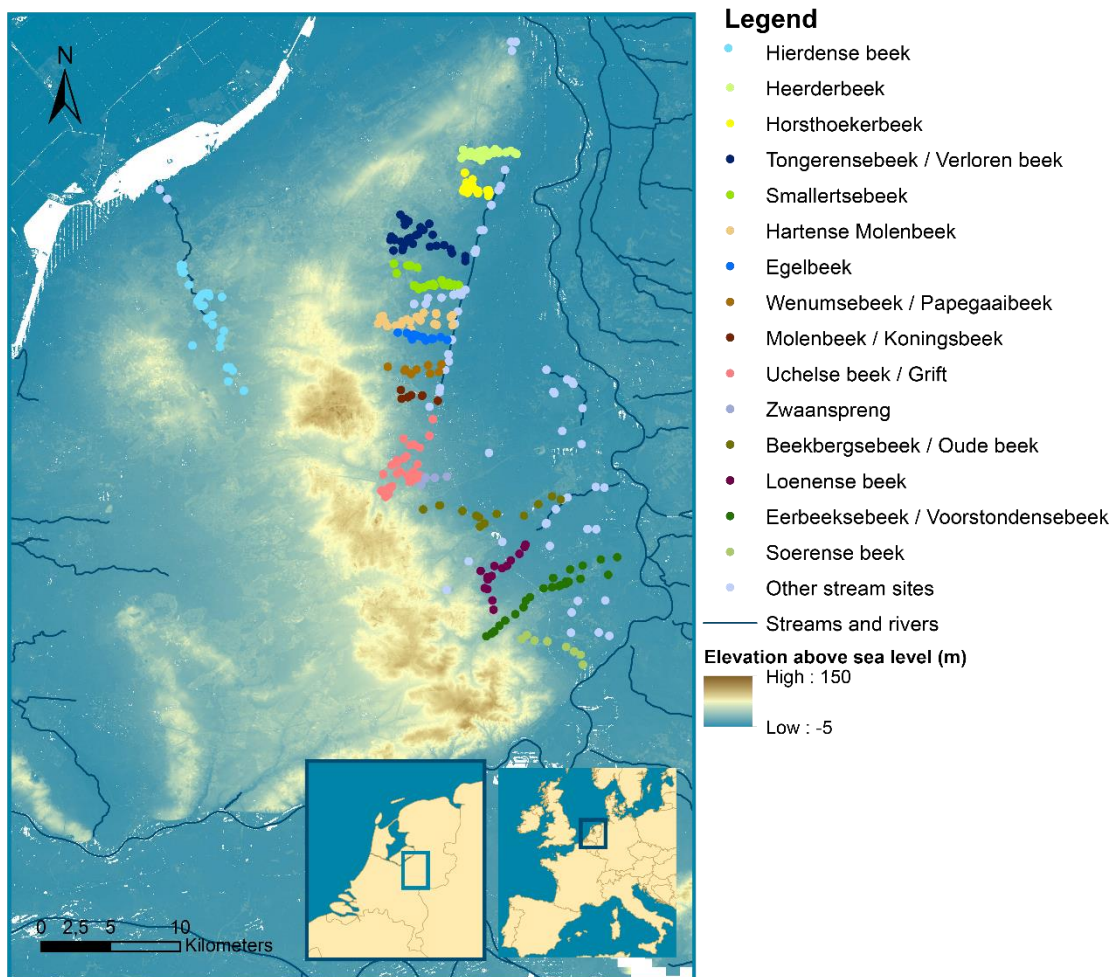 Legend
Hierdense beek
Heerderbeek
Horsthoekerbeek
Tongerensebeek / Verloren beek
Smallertsebeek
Hartense Molenbeek
Egelbeek
Wenumsebeek / Papegaaibeek
Molenbeek / Koningsbeek
Uchelse beek / Grift
Zwaanspreng
Beekbergsebeek / Oude beek
Loenense beek
Eerbeeksebeek / Voorstondensebeek
Soerense beek
Other stream sites
Streams and rivers
Elevation above sea level (m)
High : 150
Low : -5
N
0 2,5 5 10
Kilometers